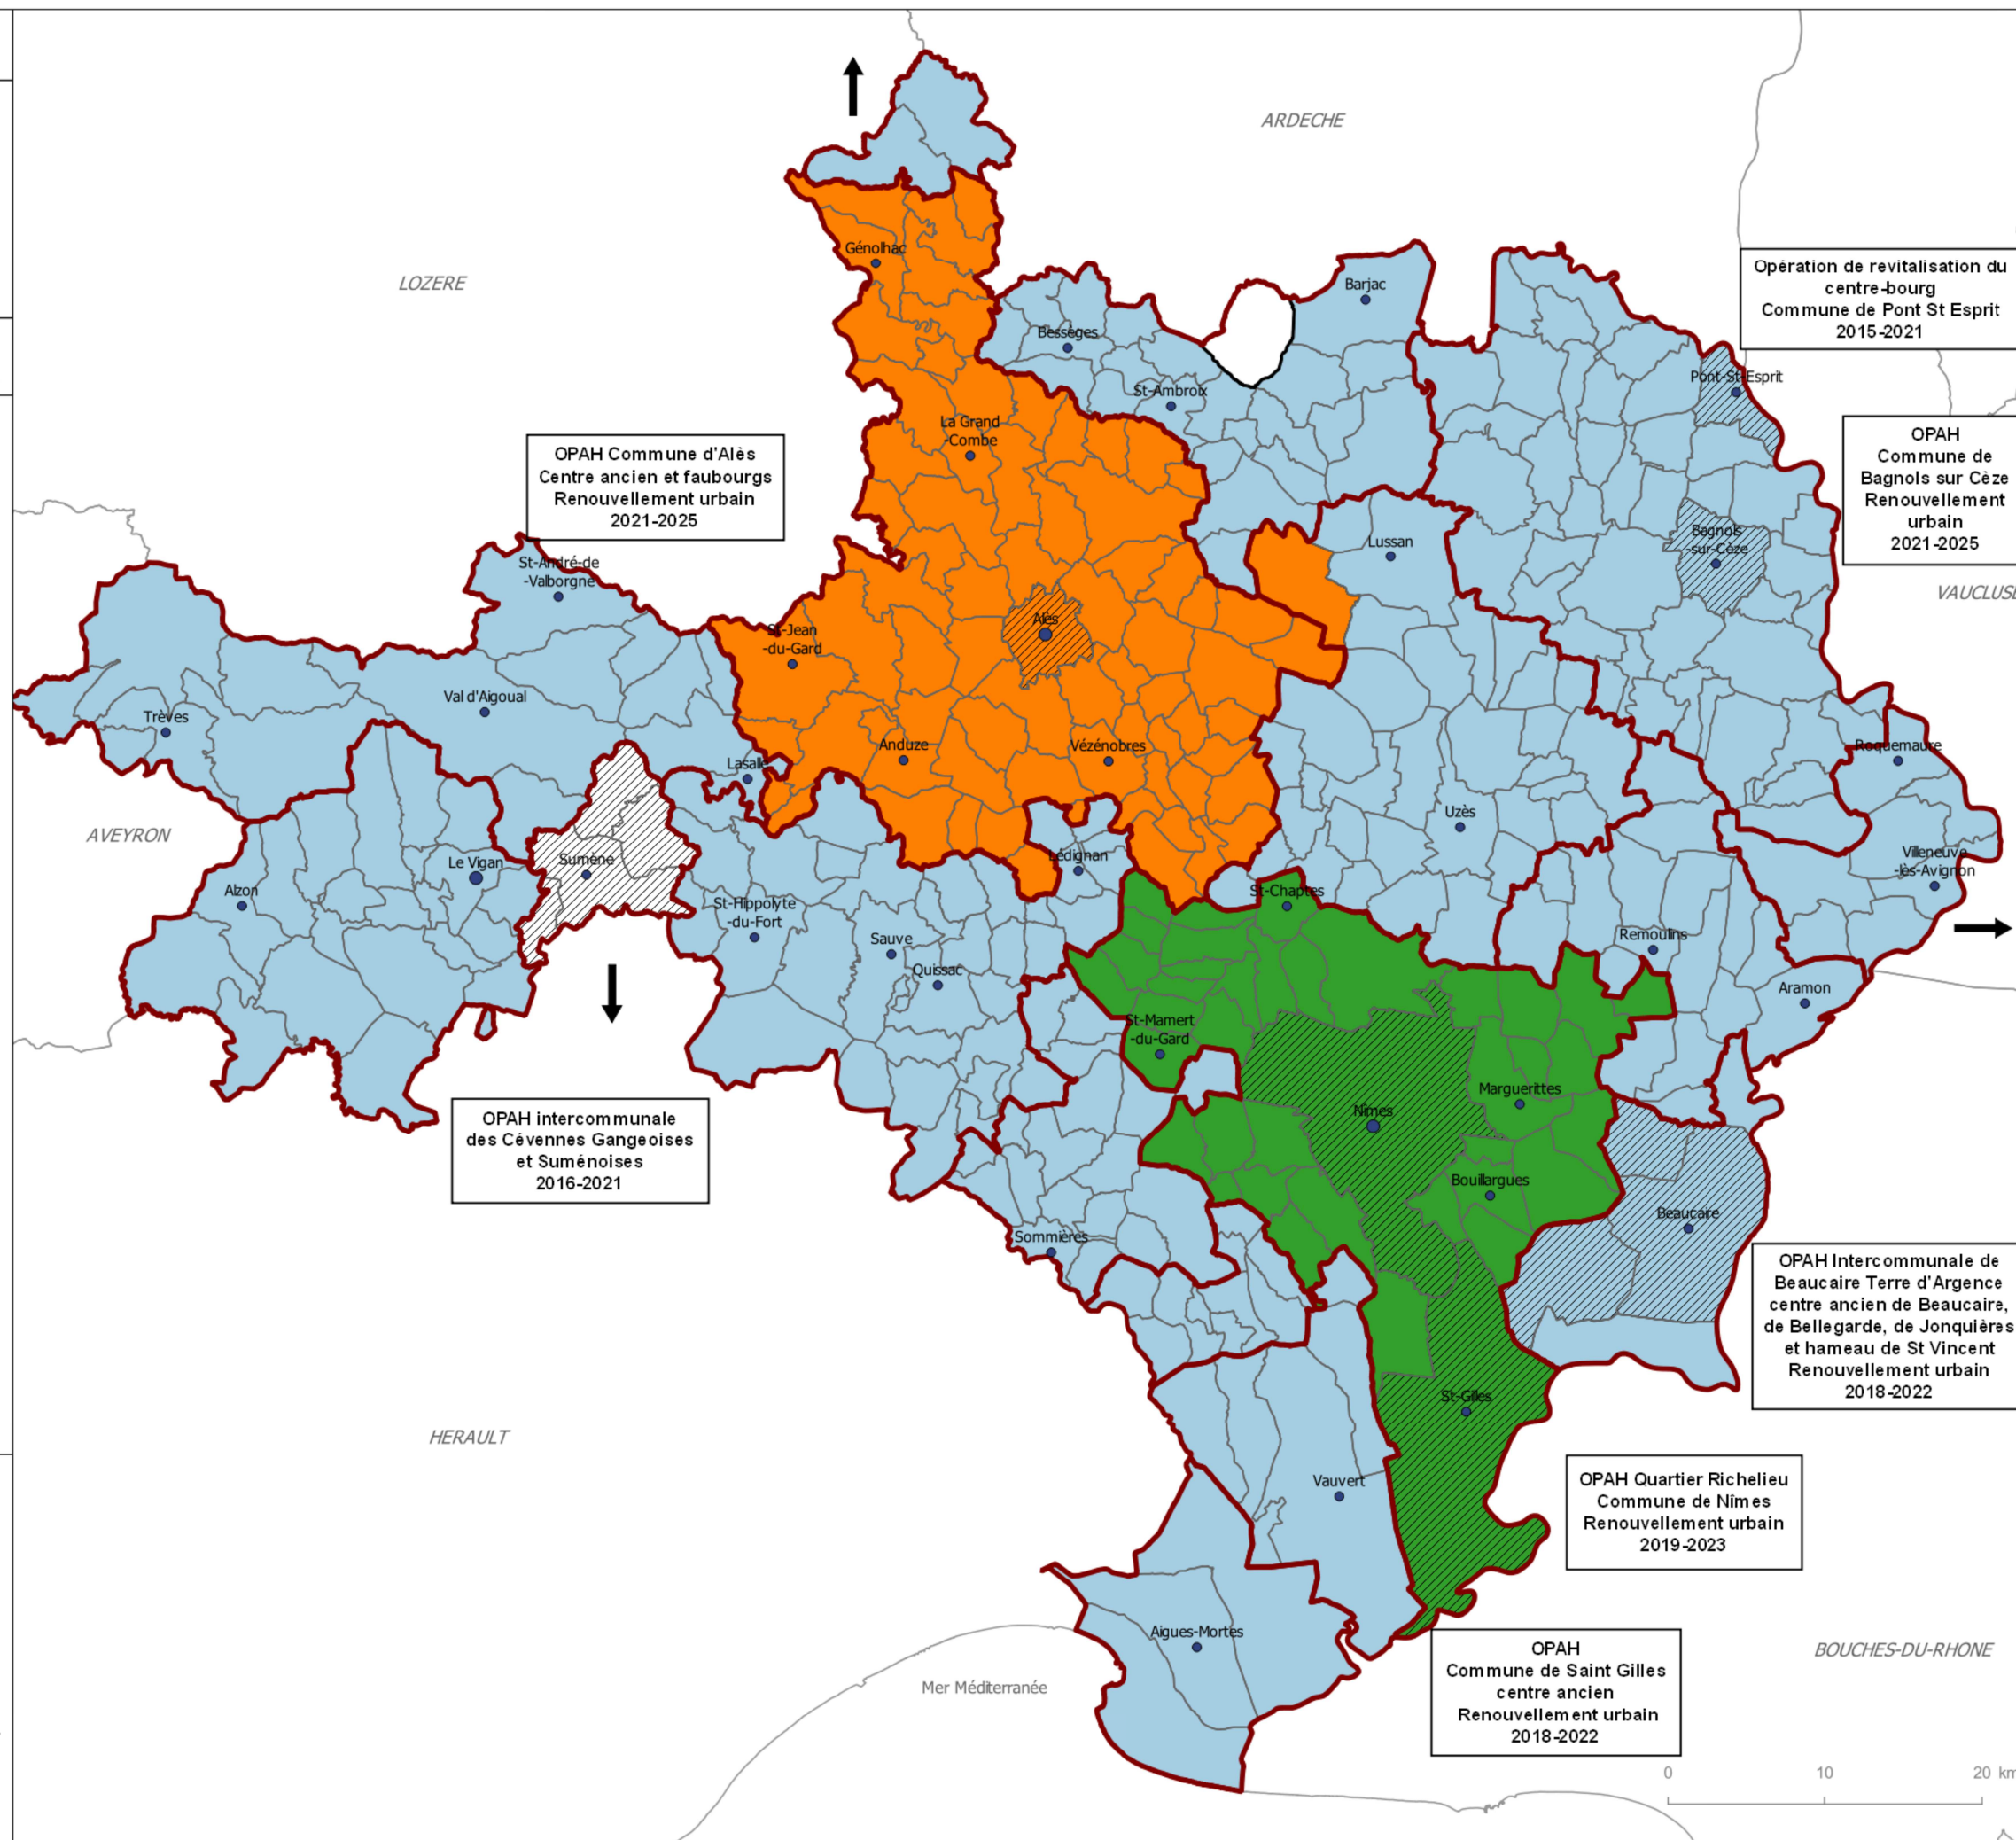 ARDECHE
LOZERE
Génolhac
Opération de revitalisation du
centre-bourg
Commune de Pont St Esprit
2015-2021
Barjac
Bessèges
St-Ambroix
Pont-St-Esprit
La Grand
-Combe
OPAH Commune d'Alès
Centre ancien et faubourgs
Renouvellement urbain
2021-2025
OPAH
Commune de
Bagnols sur Cèze
Renouvellement
urbain
2021-2025
Bagnols
-sur-Cèze
Lussan
St-André-de
-Valborgne
VAUCLUSE
Alès
St-Jean
-du-Gard
Val d'Aigoual
Trèves
Anduze
Vézénobres
Roquemaure
Lasalle
Uzès
AVEYRON
Le Vigan
Sumène
Lédignan
Villeneuve
-lès-Avignon
Alzon
St-Chaptes
St-Hippolyte
-du-Fort
Sauve
Quissac
Remoulins
Aramon
St-Mamert
-du-Gard
Marguerittes
Nîmes
OPAH intercommunale
des Cévennes Gangeoises
et Suménoises
2016-2021
Bouillargues
Beaucaire
Sommières
OPAH Intercommunale de
Beaucaire Terre d'Argence
centre ancien de Beaucaire,
de Bellegarde, de Jonquières
et hameau de St Vincent
Renouvellement urbain
2018-2022
St-Gilles
HERAULT
Vauvert
OPAH Quartier Richelieu
Commune de Nîmes
Renouvellement urbain
2019-2023
Aigues-Mortes
OPAH
Commune de Saint Gilles
centre ancien
Renouvellement urbain
2018-2022
BOUCHES-DU-RHONE
Mer Méditerranée
0 10 20 km